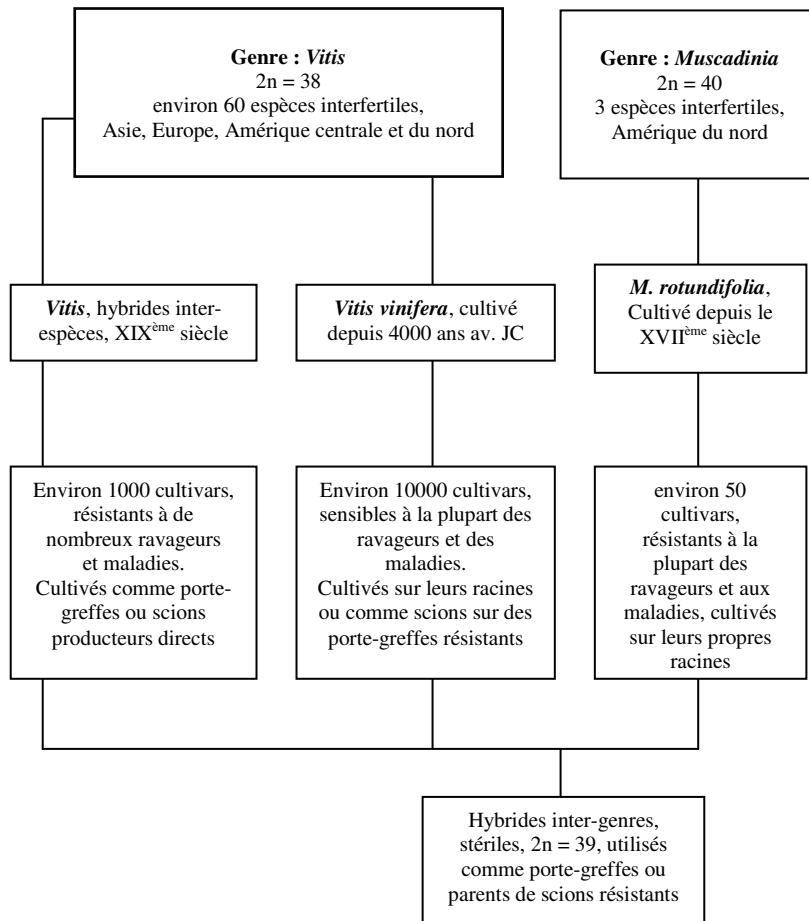 Genre : Vitis
2n = 38
environ 60 espèces interfertiles,
Asie, Europe, Amérique centrale et du nord
Genre : Muscadinia
2n = 40
3 espèces interfertiles,
Amérique du nord
Vitis, hybrides inter-
espèces, XIXème siècle
Vitis vinifera, cultivé
depuis 4000 ans av. JC
M. rotundifolia,
Cultivé depuis le
XVIIème siècle
Environ 1000 cultivars,
résistants à de
nombreux ravageurs
et maladies.
Cultivés comme porte-
greffes ou scions
producteurs directs
Environ 10000 cultivars,
sensibles à la plupart des
ravageurs et des
maladies.
Cultivés sur leurs racines
ou comme scions sur des
porte-greffes résistants
environ 50
cultivars,
résistants à la
plupart des
ravageurs et aux
maladies, cultivés
sur leurs propres
racines
Hybrides inter-genres,
stériles, 2n = 39, utilisés
comme porte-greffes ou
parents de scions résistants